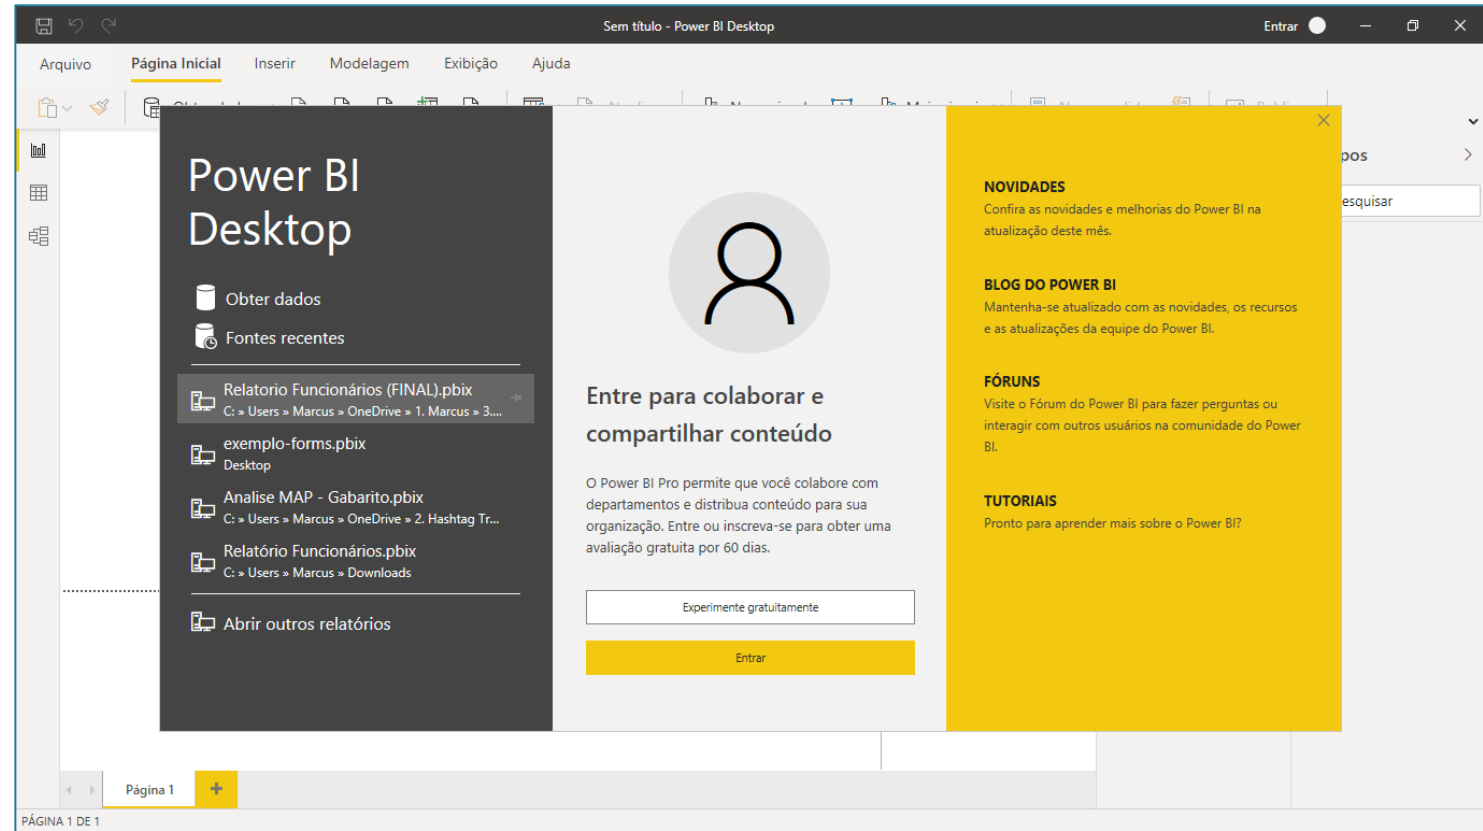 Sem título - Power BI Desktop
Entrar
Arquivo
Página Inicial
Inserir
Modelagem
Exibição
Ajuda
pos
esquisar
Power BI
Desktop
Obter dados
Fontes recentes
Relatorio Funcionários (FINAL).pbix
C: » Users » Marcus » OneDrive » 1. Marcus » 3....
exemplo-forms.pbix
Desktop
Analise MAP - Gabarito.pbix
C: » Users » Marcus » OneDrive » 2. Hashtag Tr...
Relatório Funcionários.pbix
C: » Users » Marcus » Downloads
Abrir outros relatórios
Entre para colaborar e
compartilhar conteúdo
O Power BI Pro permite que você colabore com
departamentos e distribua conteúdo para sua
organização. Entre ou inscreva-se para obter uma
avaliação gratuita por 60 dias.
Experimente gratuitamente
Entrar
NOVIDADES
Confira as novidades e melhorias do Power BI na
atualização deste mês.
BLOG DO POWER BI
Mantenha-se atualizado com as novidades, os recursos
e as atualizações da equipe do Power BI.
FÓRUNS
Visite o Fórum do Power BI para fazer perguntas ou
interagir com outros usuários na comunidade do Power
BI.
TUTORIAIS
Pronto para aprender mais sobre o Power BI?
Página 1
PÁGINA 1 DE 1